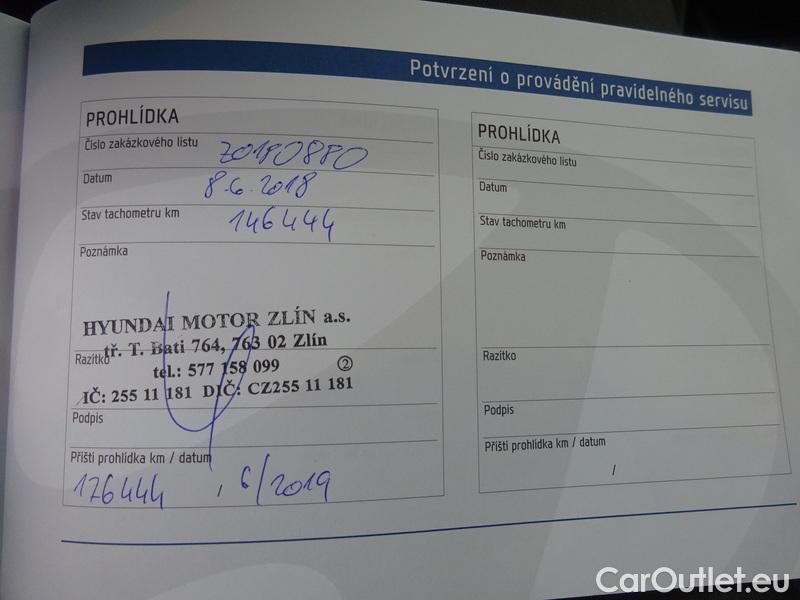 Potvrzení o provádění pravidelného servisu
PROHLÍDKA
Číslo zakázkového listu Z0180880
Datum 8.6.2018
Stav tachometru km 146444
Poznámka
HYUNDAI MOTOR ZLÍN a.s.
tř. T. Bati 764, 763 02 Zlín
Razítko
tel.: 577 158 099 2
IČ: 255 11 181 DIČ: CZ255 11 181
Podpis
Příští prohlídka km / datum
176444 / 6/2019
PROHLÍDKA
Číslo zakázkového listu
Datum
Stav tachometru km
Poznámka
Razítko
Podpis
Příští prohlídka km / datum
/
CarOutlet.eu